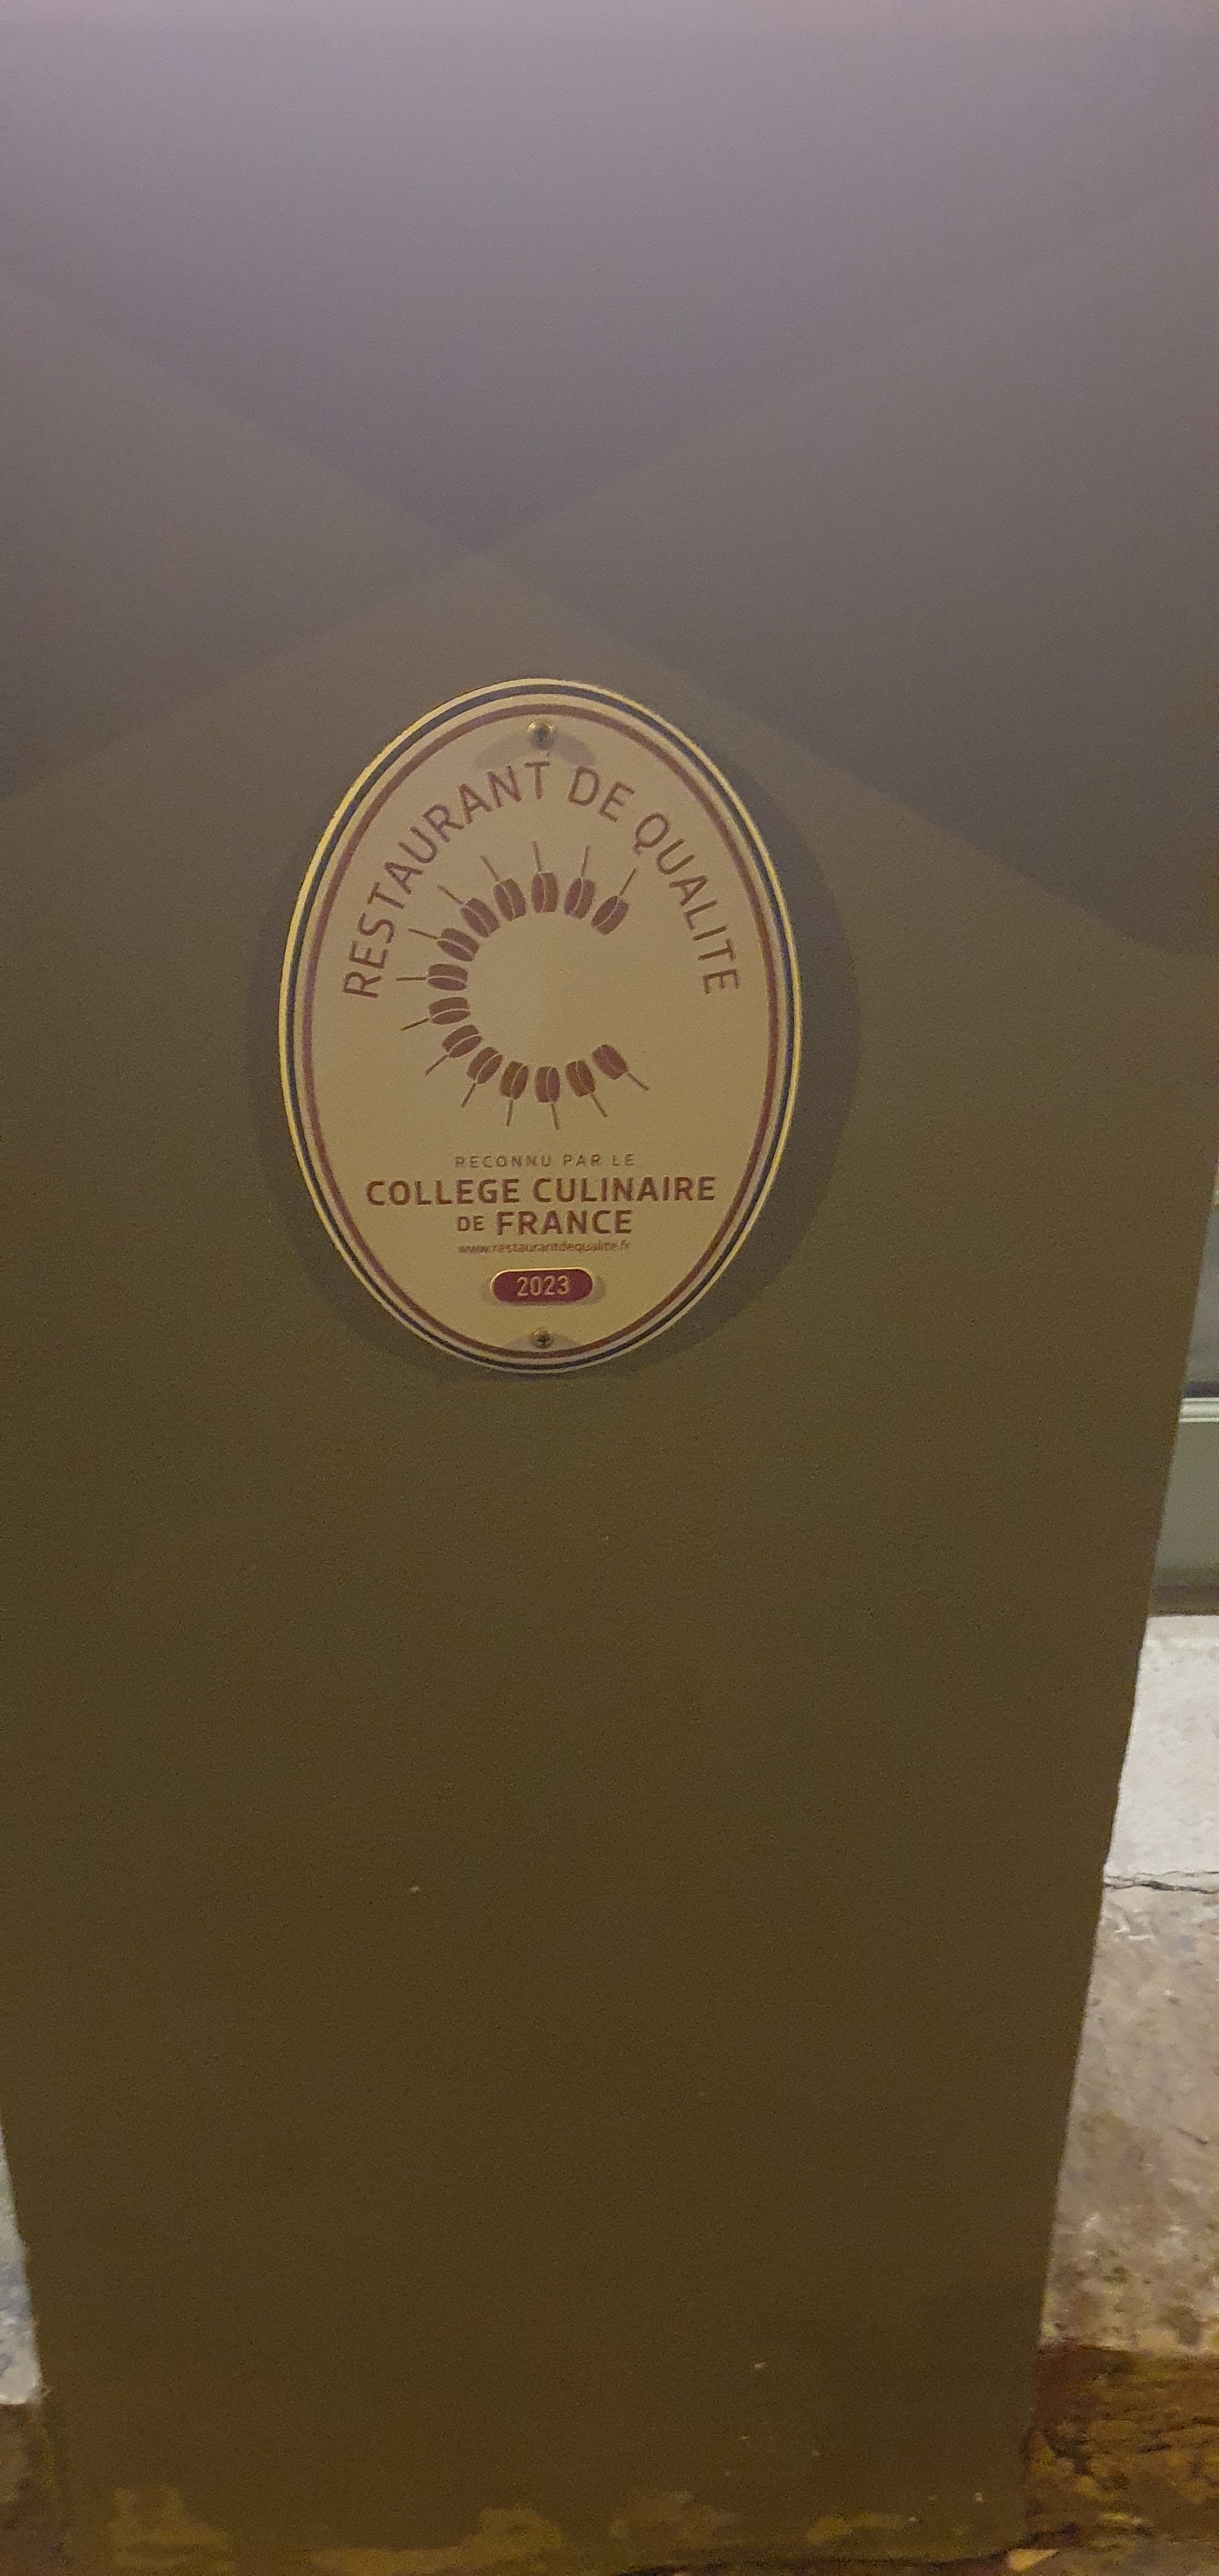 RESTAURANT DE QUALITE
RECONNU PAR LE
COLLEGE CULINAIRE
DE FRANCE
www.restaurantdequalite.fr
2023